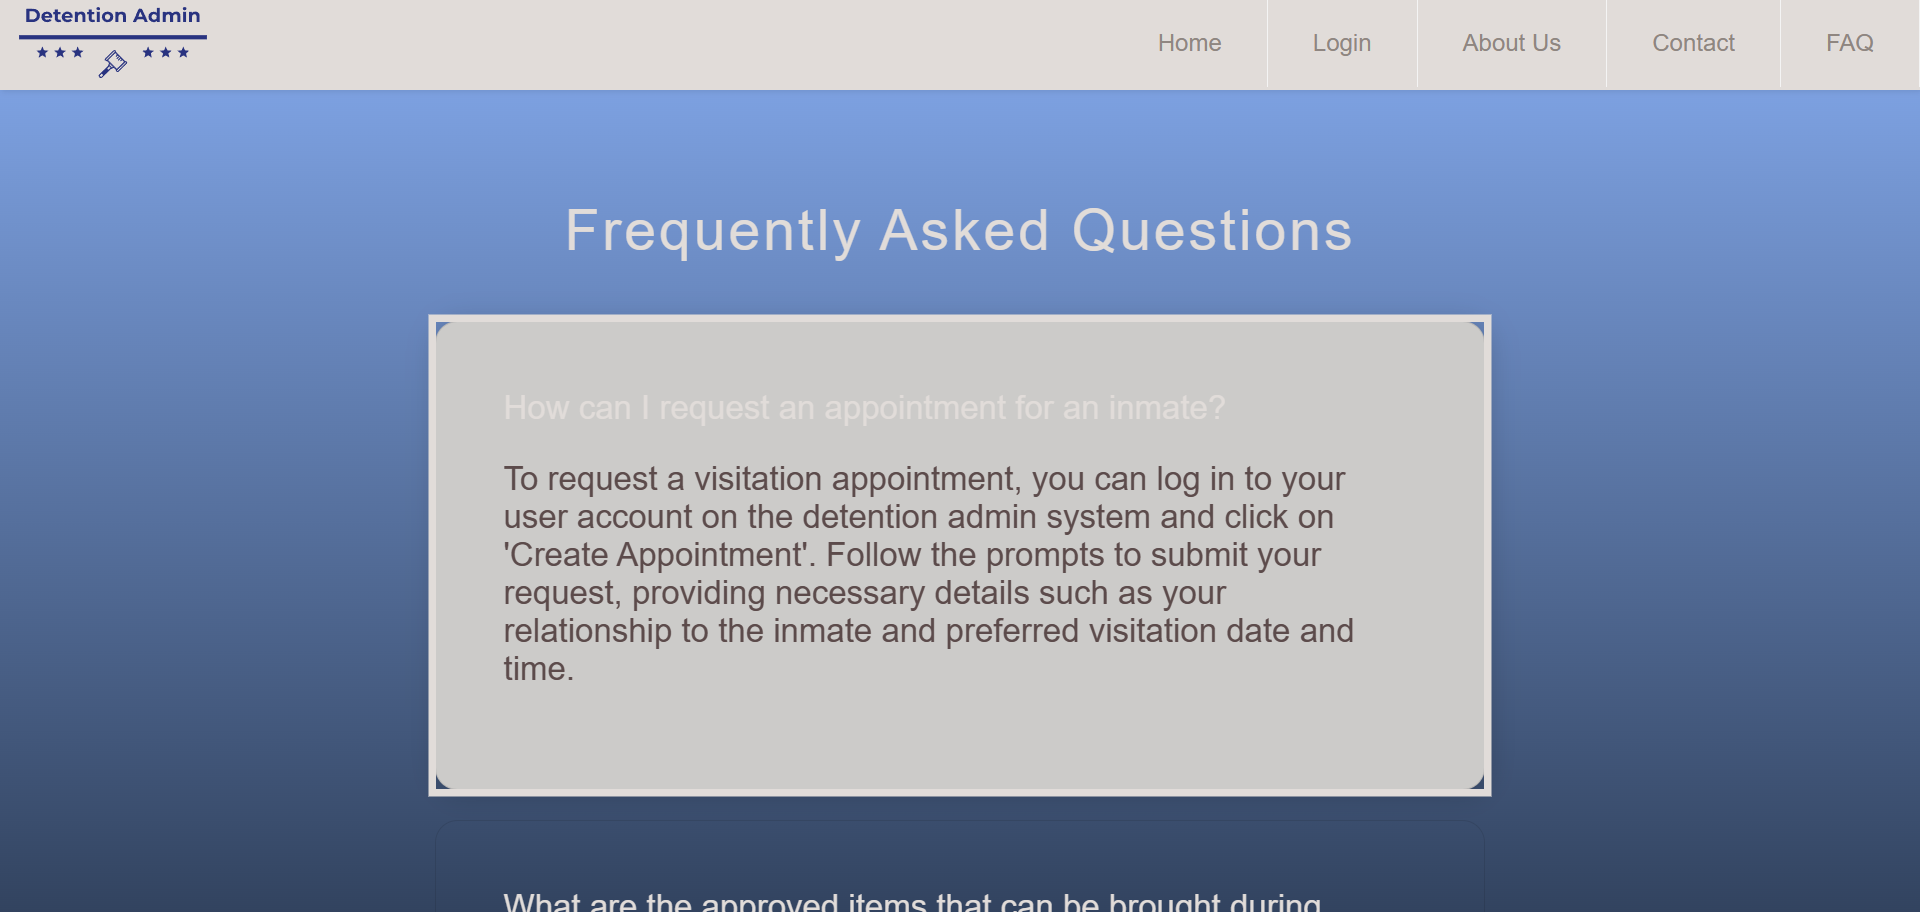 Detention Admin
Home
Login
About Us
Contact
FAQ
Frequently Asked Questions
How can I request an appointment for an inmate?
To request a visitation appointment, you can log in to your
user account on the detention admin system and click on
'Create Appointment'. Follow the prompts to submit your
request, providing necessary details such as your
relationship to the inmate and preferred visitation date and
time.
What are the approved items that can be brought during